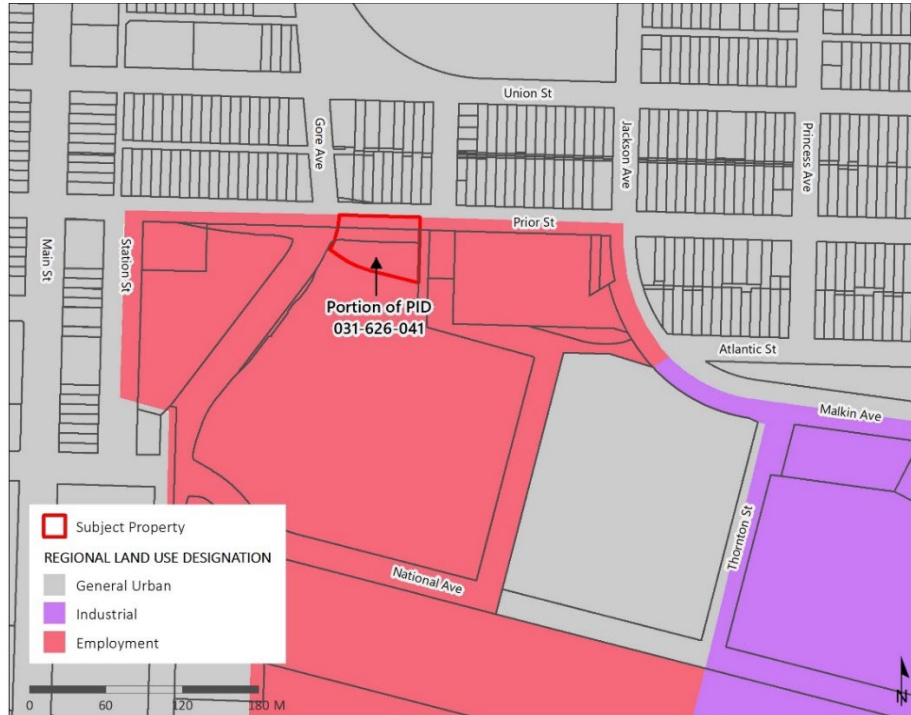 Union St
Gore Ave
Jackson Ave
Princess Ave
Prior St
Main St
Station St
Portion of PID
031-626-041
Atlantic St
Malkin Ave
Thornton St
National Ave
Subject Property
REGIONAL LAND USE DESIGNATION
General Urban
Industrial
Employment
0 60 120 180 M
N